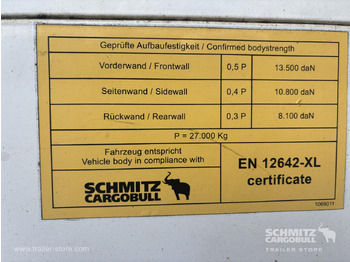 Geprüfte Aufbaufestigkeit / Confirmed bodystrength
Vorderwand / Frontwall 0,5 P 13.500 daN
Seitenwand / Sidewall 0,4 P 10.800 daN
Rückwand / Rearwall 0,3 P 8.100 daN
P = 27.000 Kg
Fahrzeug entspricht
Vehicle body in compliance with
EN 12642-XL
certificate
SCHMITZ
CARGOBULL
www.trailer-store.com
SCHMITZ CARGOBULL
TRAILER STORE